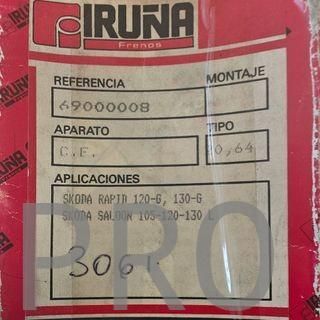 IRUÑA
Frenos
REFERENCIA MONTAJE
69000008
APARATO TIPO
C.F. 20,64
APLICACIONES
SKODA RAPID 120-G, 130-G
SKODA SALOON 105-120-130 L
3061
PRO